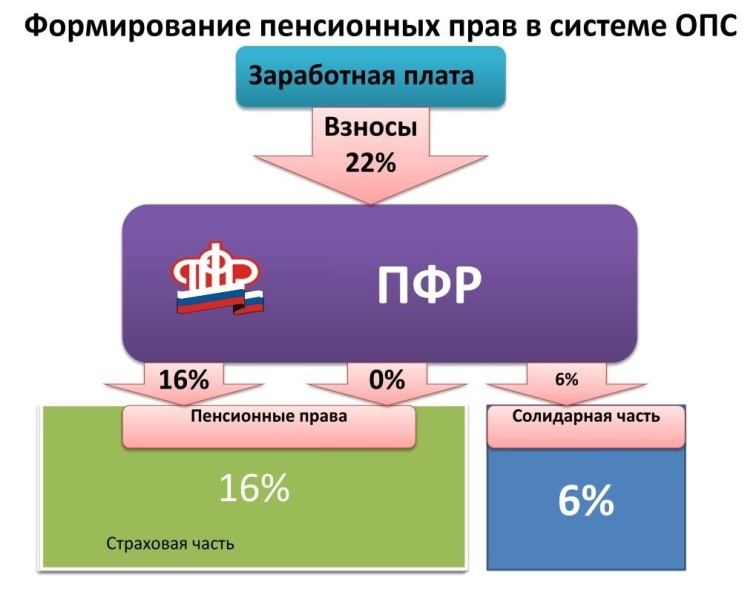 Формирование пенсионных прав в системе ОПС
Заработная плата
Взносы
22%
ПФР
16%
0%
6%
Пенсионные права
Солидарная часть
16%
6%
Страховая часть